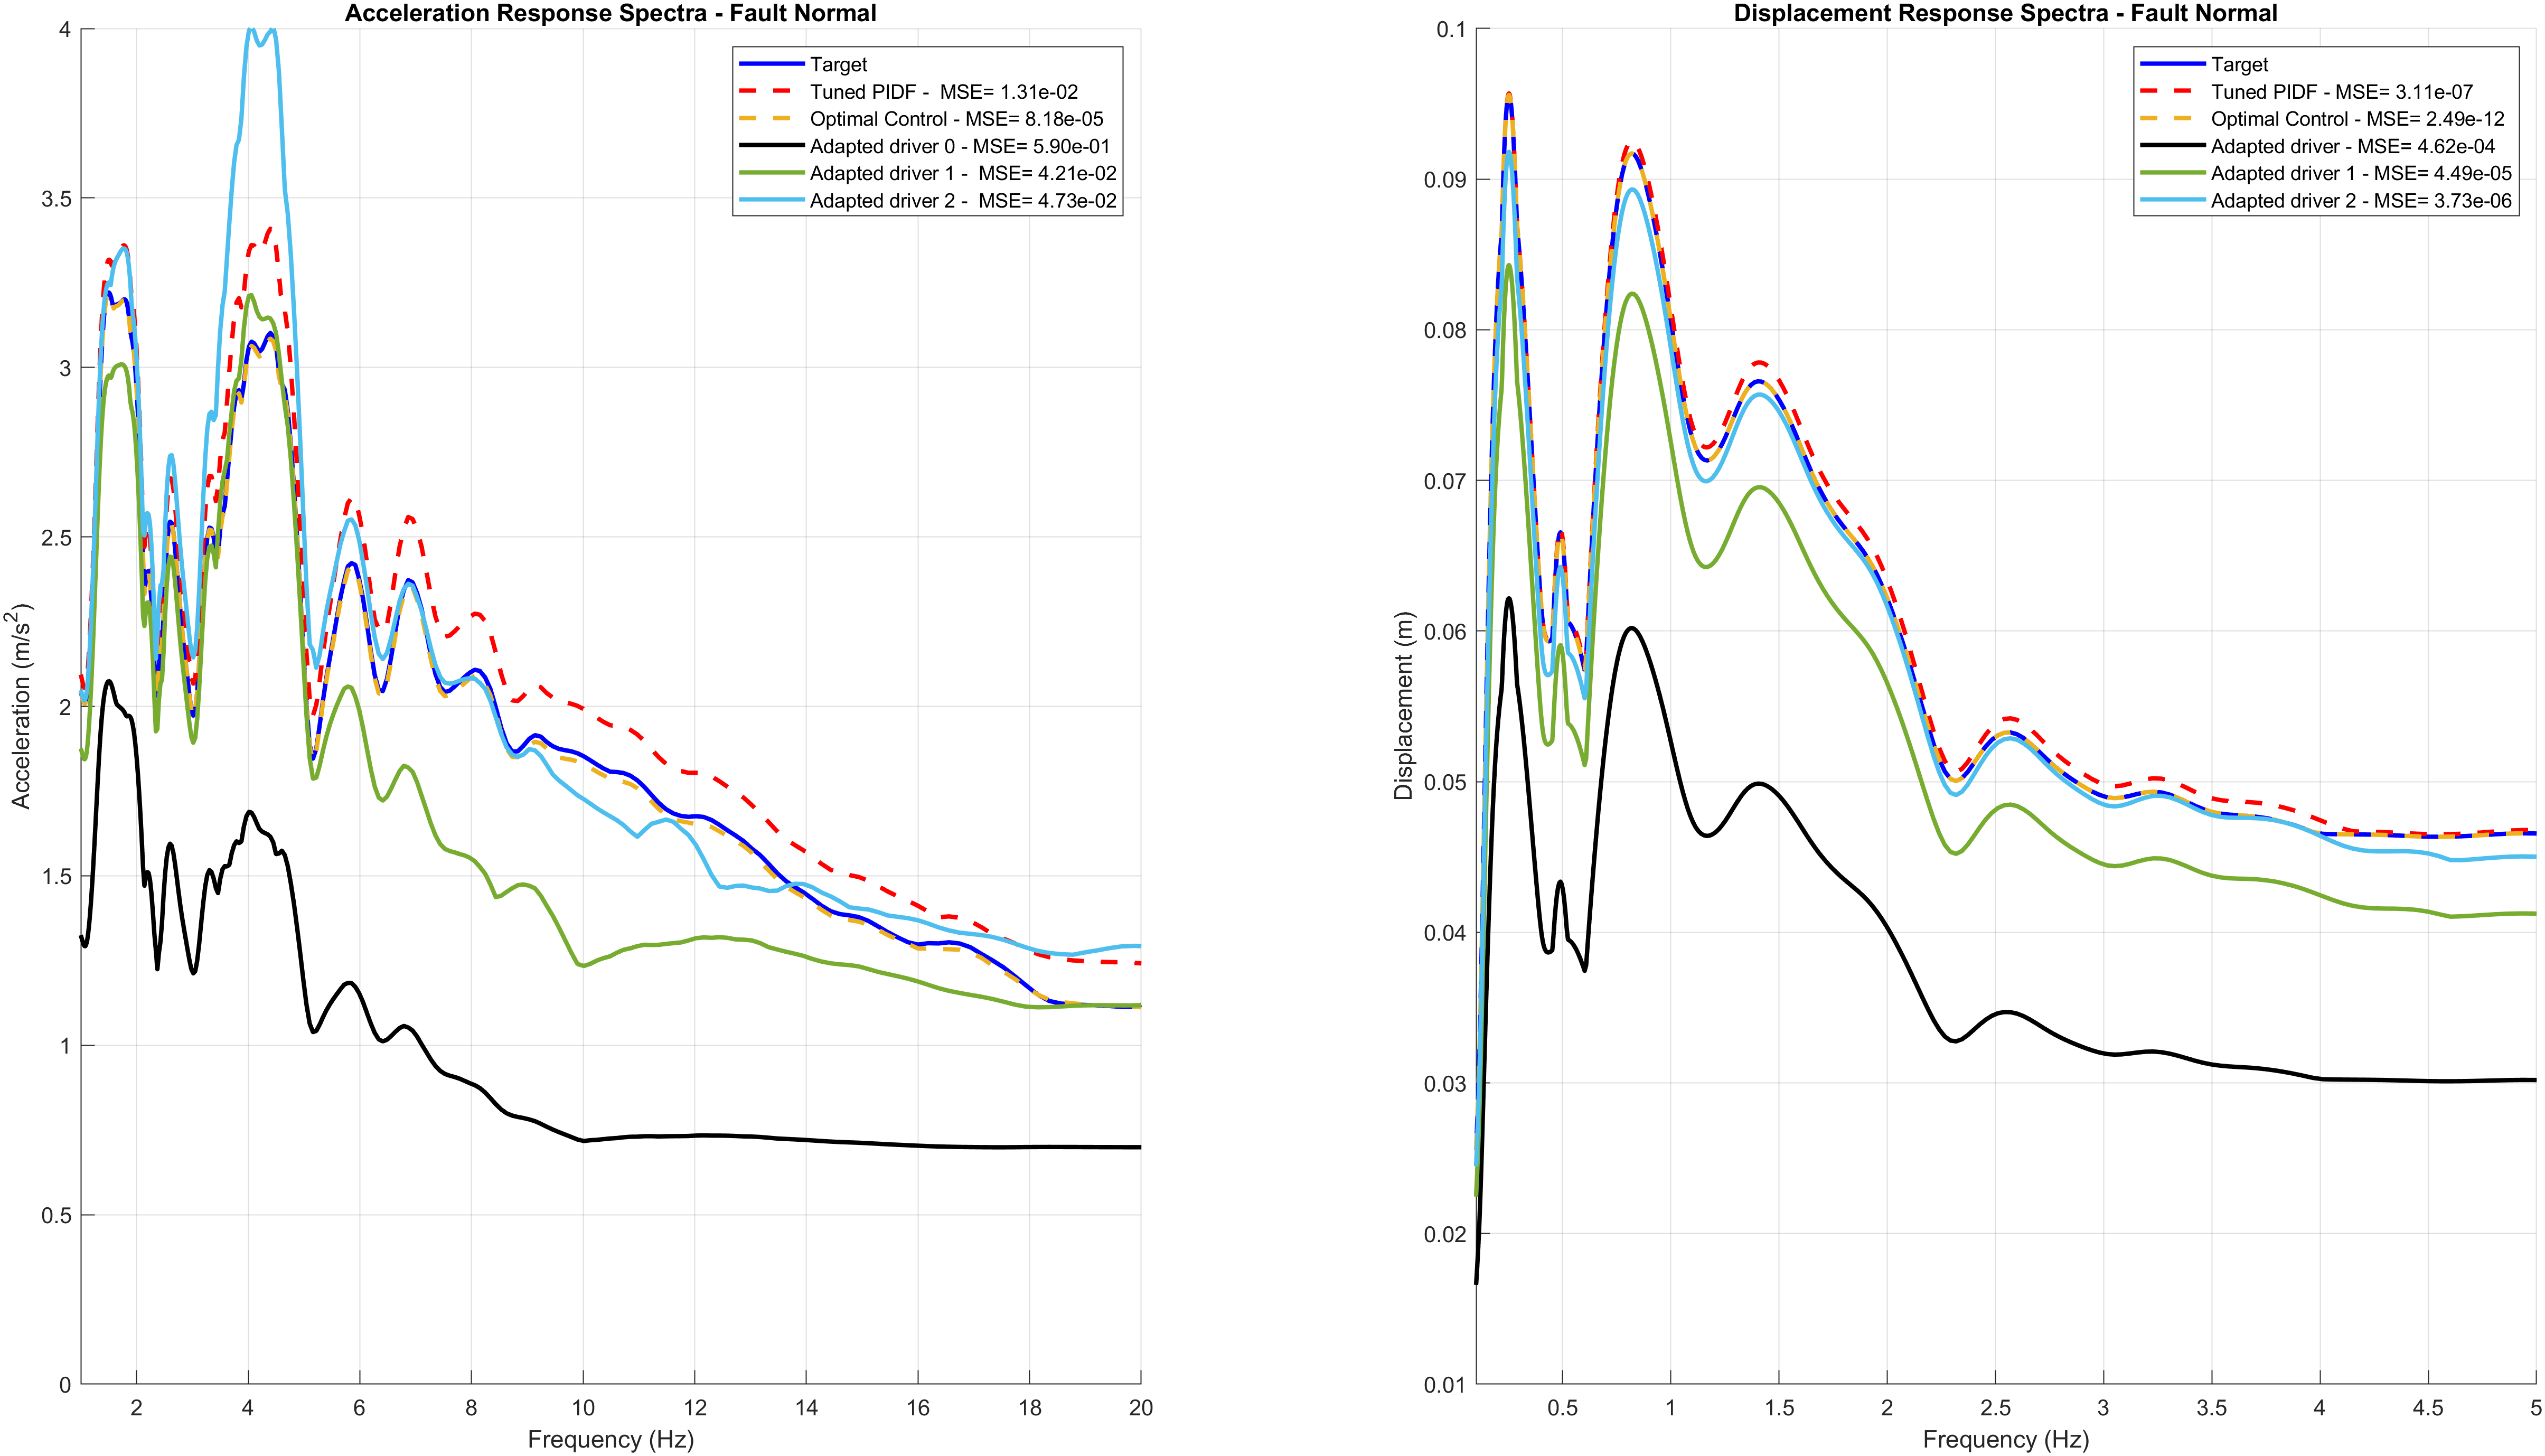 Acceleration Response Spectra - Fault Normal
4
3.5
3
2.5
2
1.5
1
0.5
0
Acceleration (m/s²)
2
4
6
8
10
12
14
16
18
20
Frequency (Hz)
Target
Tuned PIDF -  MSE= 1.31e-02
Optimal Control - MSE= 8.18e-05
Adapted driver 0 - MSE= 5.90e-01
Adapted driver 1 -  MSE= 4.21e-02
Adapted driver 2 -  MSE= 4.73e-02
Displacement Response Spectra - Fault Normal
0.1
0.09
0.08
0.07
0.06
0.05
0.04
0.03
0.02
0.01
Displacement (m)
0.5
1
1.5
2
2.5
3
3.5
4
4.5
5
Frequency (Hz)
Target
Tuned PIDF - MSE= 3.11e-07
Optimal Control - MSE= 2.49e-12
Adapted driver - MSE= 4.62e-04
Adapted driver 1 - MSE= 4.49e-05
Adapted driver 2 - MSE= 3.73e-06